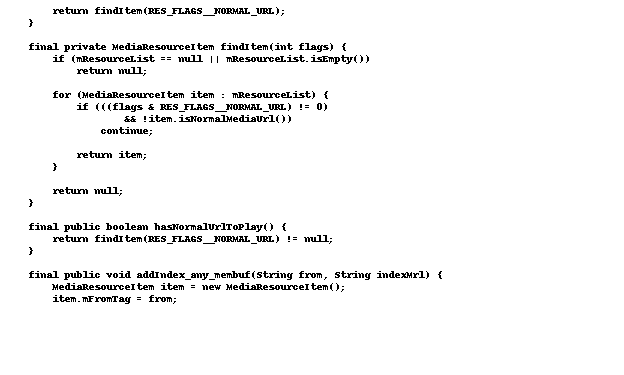 return findItem(RES_FLAGS__NORMAL_URL);
}
final private MediaResourceItem findItem(int flags) {
if (mResourceList == null || mResourceList.isEmpty())
return null;
for (MediaResourceItem item : mResourceList) {
if (((flags & RES_FLAGS__NORMAL_URL) != 0)
&& !item.isNormalMediaUrl())
continue;
return item;
}
return null;
}
final public boolean hasNormalUrlToPlay() {
return findItem(RES_FLAGS__NORMAL_URL) != null;
}
final public void addIndex_any_membuf(String from, String indexMrl) {
MediaResourceItem item = new MediaResourceItem();
item.mFromTag = from;